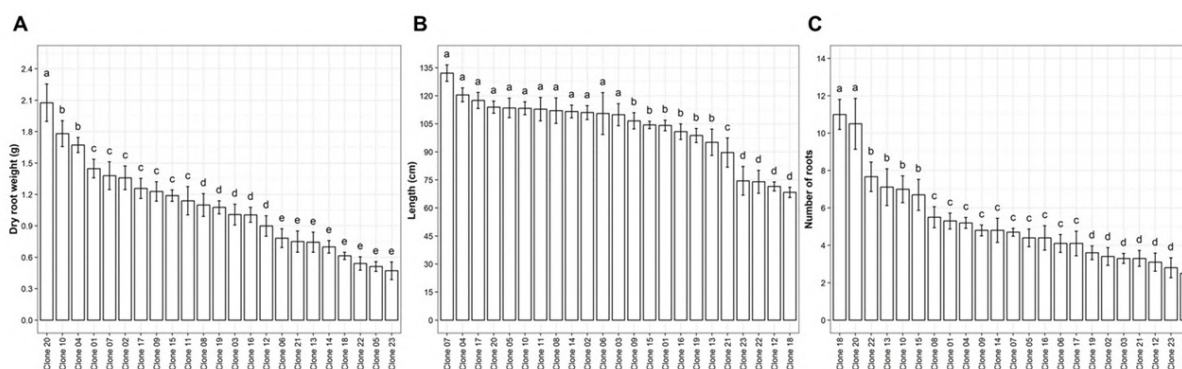 A
Dry root weight (g)
2.4
2.1
1.8
1.5
1.2
0.9
0.6
0.3
0.0
a b b c c c c c c c d d d d d e e e e e e e e
Clone 20
Clone 10
Clone 04
Clone 01
Clone 07
Clone 02
Clone 17
Clone 09
Clone 15
Clone 11
Clone 08
Clone 19
Clone 03
Clone 16
Clone 12
Clone 06
Clone 21
Clone 13
Clone 14
Clone 18
Clone 22
Clone 05
Clone 23
B
Length (cm)
135
120
105
90
75
60
45
30
15
0
a a a a a a a a a a a a b b b b b b c d d d d
Clone 07
Clone 04
Clone 17
Clone 20
Clone 05
Clone 10
Clone 11
Clone 08
Clone 14
Clone 02
Clone 06
Clone 03
Clone 09
Clone 15
Clone 01
Clone 16
Clone 19
Clone 13
Clone 21
Clone 23
Clone 22
Clone 12
Clone 18
C
Number of roots
14
12
10
8
6
4
2
0
a a b b b b c c c c c c c c c c d d d d d d
Clone 18
Clone 20
Clone 22
Clone 13
Clone 10
Clone 15
Clone 08
Clone 01
Clone 04
Clone 09
Clone 14
Clone 07
Clone 05
Clone 16
Clone 06
Clone 17
Clone 19
Clone 02
Clone 03
Clone 21
Clone 12
Clone 23